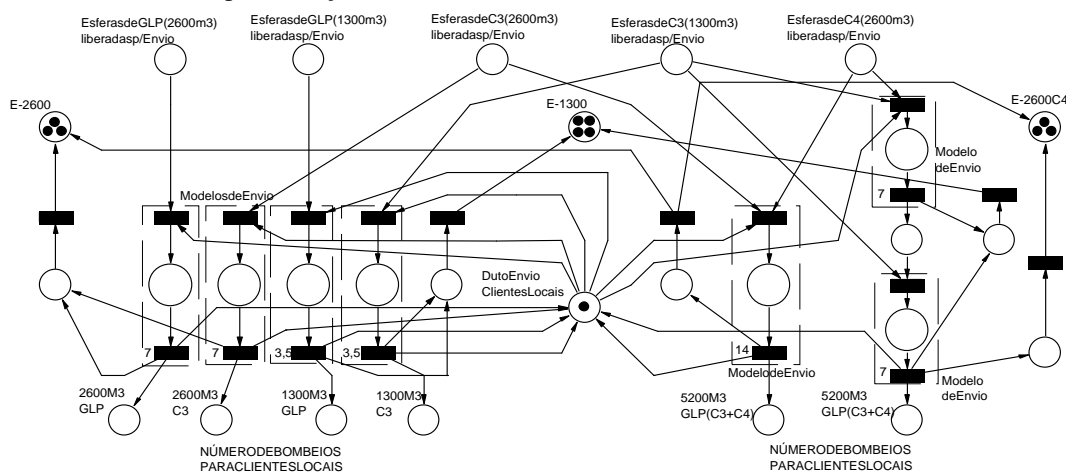 EsferasdeGLP(2600m3)
liberadasp/Envio
EsferasdeGLP(1300m3)
liberadasp/Envio
EsferasdeC3(2600m3)
liberadasp/Envio
EsferasdeC3(1300m3)
liberadasp/Envio
EsferasdeC4(2600m3)
liberadasp/Envio
E-2600
E-1300
E-2600C4
Modelo
deEnvio
7
ModelosdeEnvio
DutoEnvio
ClientesLocais
7
7
3,5
3,5
14
ModelodeEnvio
7
Modelo
deEnvio
2600M3
GLP
2600M3
C3
1300M3
GLP
1300M3
C3
5200M3
GLP(C3+C4)
5200M3
GLP(C3+C4)
NÚMERODEBOMBEIOS
PARACLIENTESLOCAIS
NÚMERODEBOMBEIOS
PARACLIENTESLOCAIS